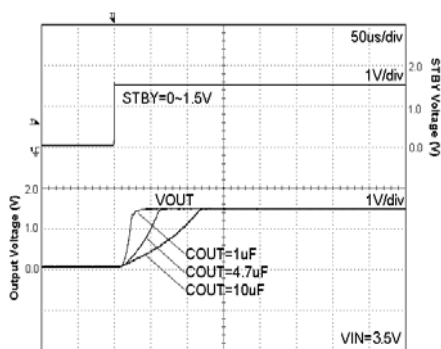 50us/div
1V/div
STBY=0~1.5V
2.0
1.0
0.0
STBY Voltage (V)
2.0
1.0
0.0
Output Voltage (V)
VOUT
1V/div
COUT=1uF
COUT=4.7uF
COUT=10uF
VIN=3.5V